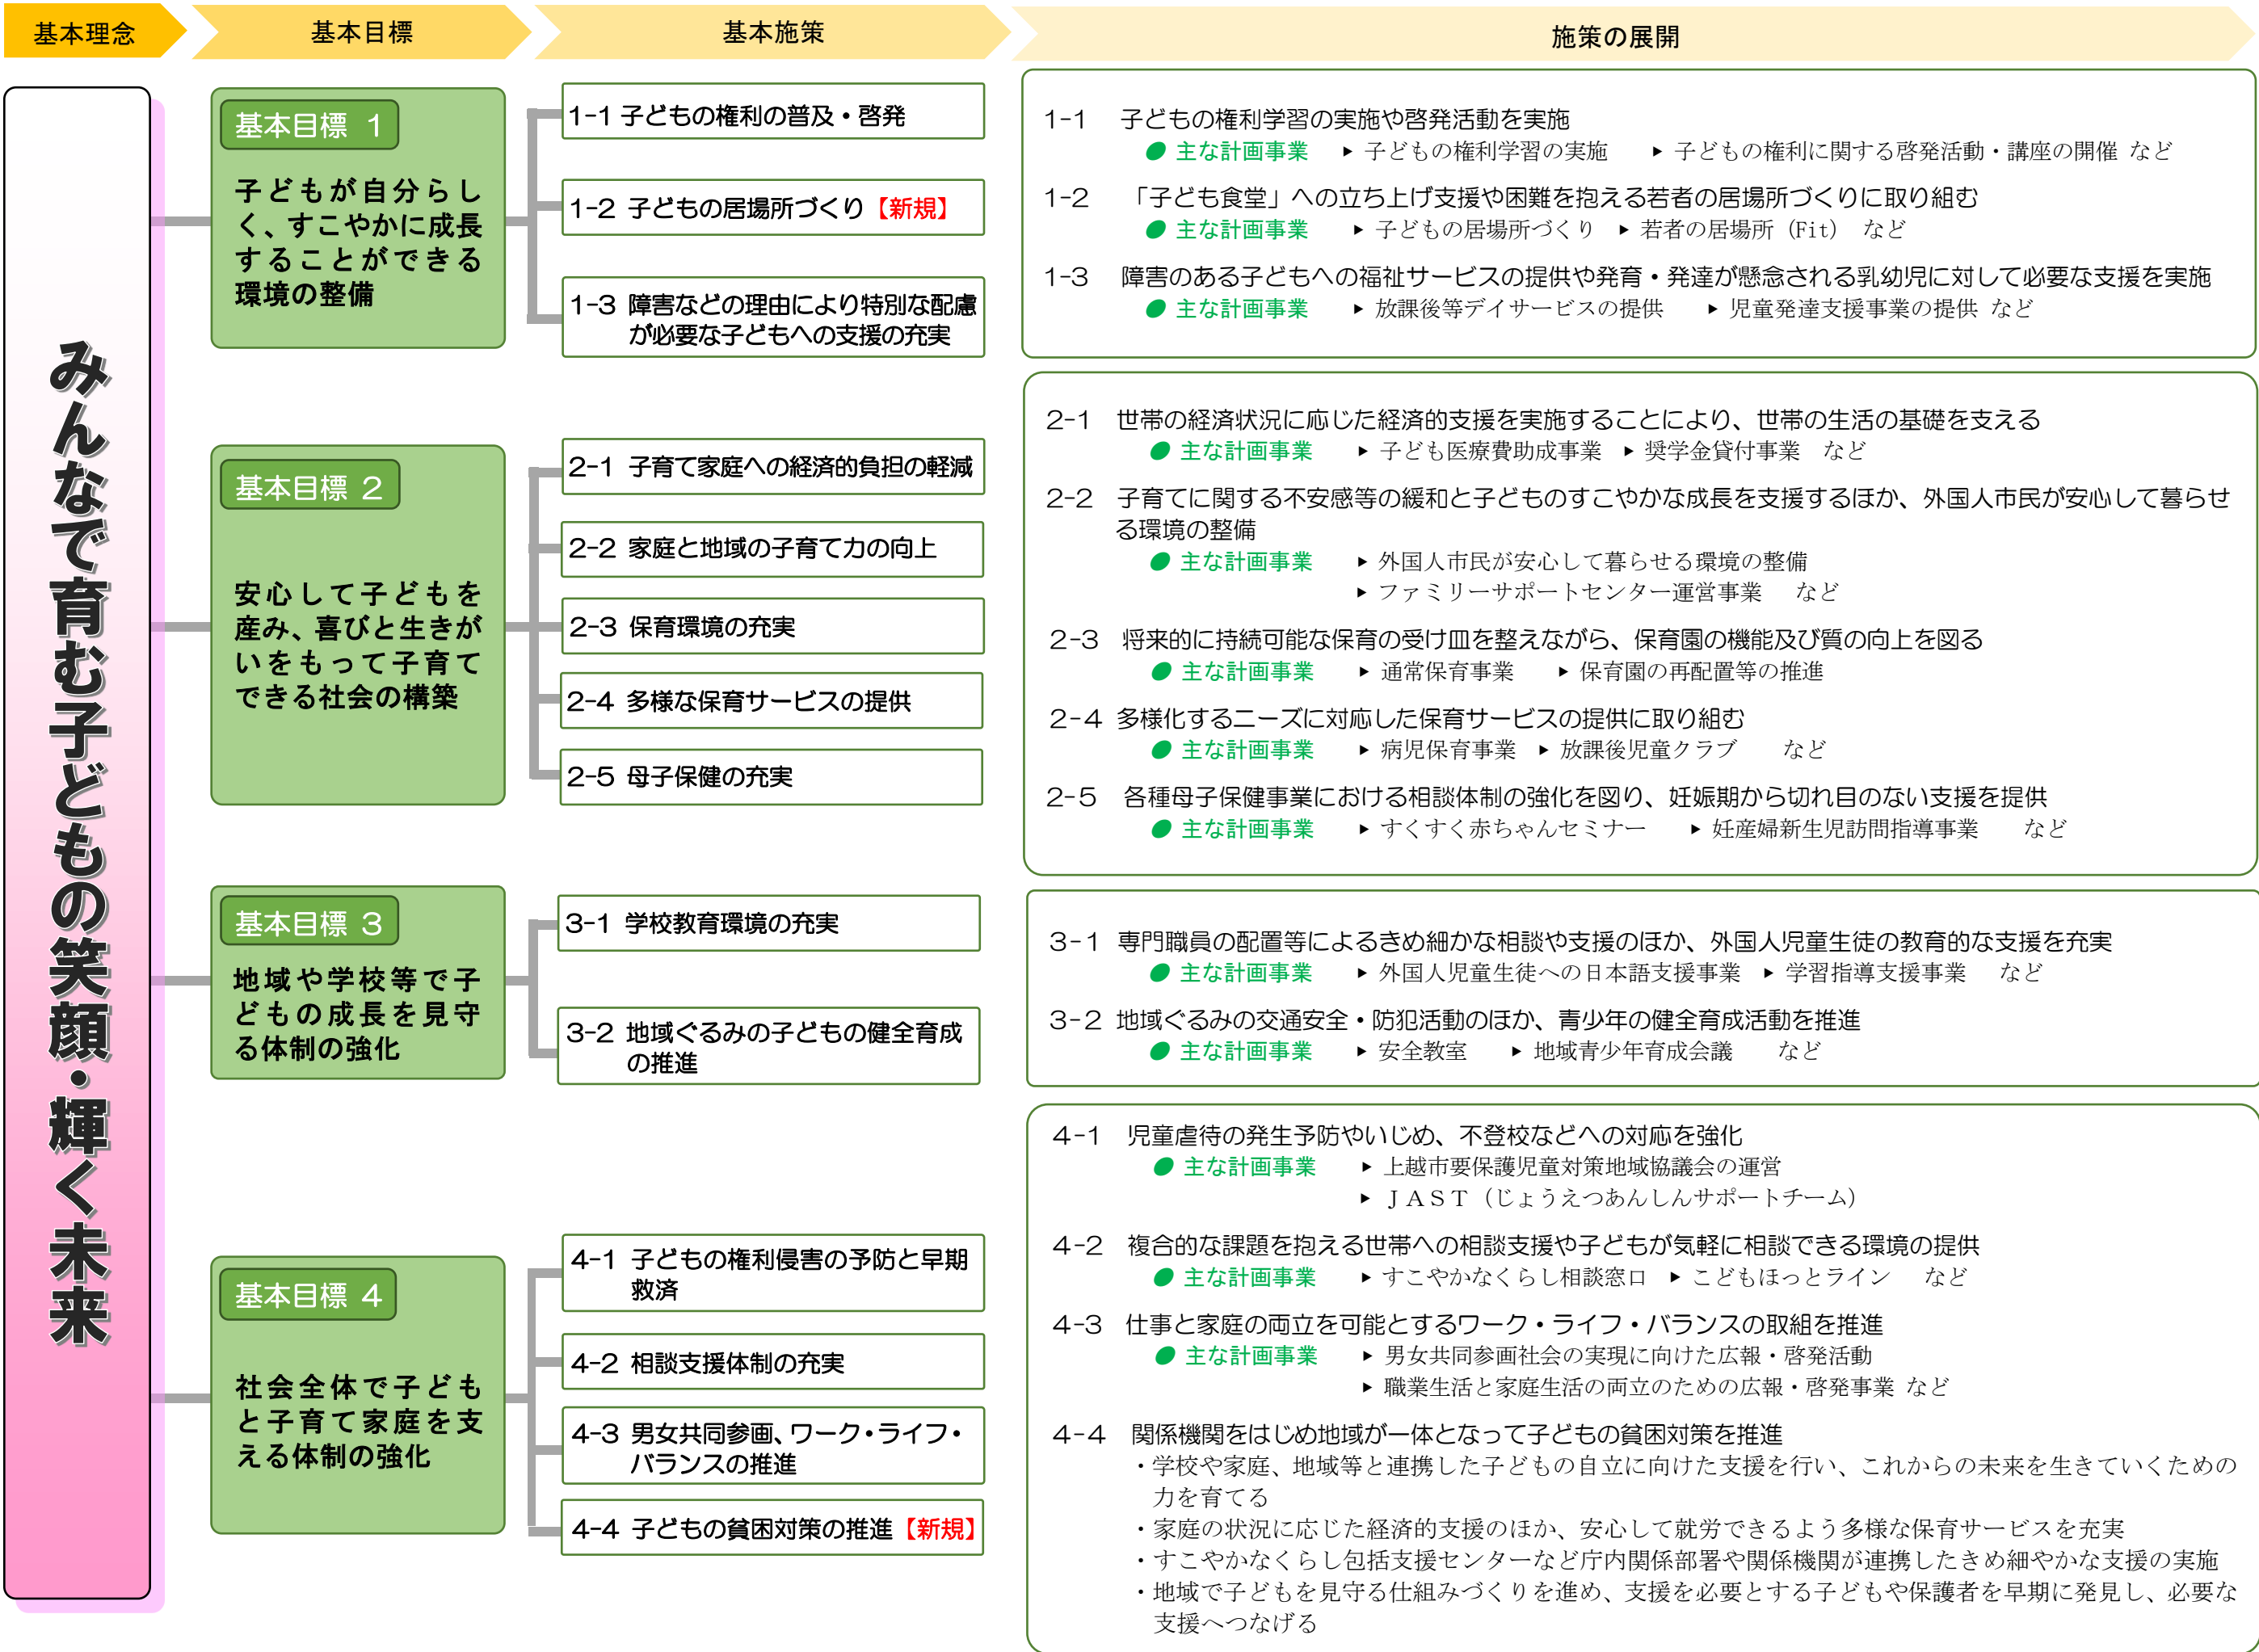 基本理念
基本目標
基本施策
施策の展開
みんなで育む子どもの笑顔・輝く未来
基本目標 1
子どもが自分らし
く、すこやかに成長
することができる
環境の整備
1-1 子どもの権利の普及・啓発
1-2 子どもの居場所づくり【新規】
1-3 障害などの理由により特別な配慮
が必要な子どもへの支援の充実
1-1 子どもの権利学習の実施や啓発活動を実施
● 主な計画事業 ▶ 子どもの権利学習の実施 ▶ 子どもの権利に関する啓発活動・講座の開催 など
1-2 「子ども食堂」への立ち上げ支援や困難を抱える若者の居場所づくりに取り組む
● 主な計画事業 ▶ 子どもの居場所づくり ▶ 若者の居場所（Fit） など
1-3 障害のある子どもへの福祉サービスの提供や発育・発達が懸念される乳幼児に対して必要な支援を実施
● 主な計画事業 ▶ 放課後等デイサービスの提供 ▶ 児童発達支援事業の提供 など
基本目標 2
安心して子どもを
産み、喜びと生きが
いをもって子育て
できる社会の構築
2-1 子育て家庭への経済的負担の軽減
2-2 家庭と地域の子育て力の向上
2-3 保育環境の充実
2-4 多様な保育サービスの提供
2-5 母子保健の充実
2-1 世帯の経済状況に応じた経済的支援を実施することにより、世帯の生活の基礎を支える
● 主な計画事業 ▶ 子ども医療費助成事業 ▶ 奨学金貸付事業 など
2-2 子育てに関する不安感等の緩和と子どものすこやかな成長を支援するほか、外国人市民が安心して暮らせ
る環境の整備
● 主な計画事業 ▶ 外国人市民が安心して暮らせる環境の整備
▶ ファミリーサポートセンター運営事業 など
2-3 将来的に持続可能な保育の受け皿を整えながら、保育園の機能及び質の向上を図る
● 主な計画事業 ▶ 通常保育事業 ▶ 保育園の再配置等の推進
2-4 多様化するニーズに対応した保育サービスの提供に取り組む
● 主な計画事業 ▶ 病児保育事業 ▶ 放課後児童クラブ など
2-5 各種母子保健事業における相談体制の強化を図り、妊娠期から切れ目のない支援を提供
● 主な計画事業 ▶ すくすく赤ちゃんセミナー ▶ 妊産婦新生児訪問指導事業 など
基本目標 3
地域や学校等で子
どもの成長を見守
る体制の強化
3-1 学校教育環境の充実
3-2 地域ぐるみの子どもの健全育成
の推進
3-1 専門職員の配置等によるきめ細かな相談や支援のほか、外国人児童生徒の教育的な支援を充実
● 主な計画事業 ▶ 外国人児童生徒への日本語支援事業 ▶ 学習指導支援事業 など
3-2 地域ぐるみの交通安全・防犯活動のほか、青少年の健全育成活動を推進
● 主な計画事業 ▶ 安全教室 ▶ 地域青少年育成会議 など
基本目標 4
社会全体で子ども
と子育て家庭を支
える体制の強化
4-1 子どもの権利侵害の予防と早期
救済
4-2 相談支援体制の充実
4-3 男女共同参画、ワーク・ライフ・
バランスの推進
4-4 子どもの貧困対策の推進【新規】
4-1 児童虐待の発生予防やいじめ、不登校などへの対応を強化
● 主な計画事業 ▶ 上越市要保護児童対策地域協議会の運営
▶ ＪＡＳＴ（じょうえつあんしんサポートチーム）
4-2 複合的な課題を抱える世帯への相談支援や子どもが気軽に相談できる環境の提供
● 主な計画事業 ▶ すこやかなくらし相談窓口 ▶ こどもほっとライン など
4-3 仕事と家庭の両立を可能とするワーク・ライフ・バランスの取組を推進
● 主な計画事業 ▶ 男女共同参画社会の実現に向けた広報・啓発活動
▶ 職業生活と家庭生活の両立のための広報・啓発事業 など
4-4 関係機関をはじめ地域が一体となって子どもの貧困対策を推進
・学校や家庭、地域等と連携した子どもの自立に向けた支援を行い、これからの未来を生きていくための
力を育てる
・家庭の状況に応じた経済的支援のほか、安心して就労できるよう多様な保育サービスを充実
・すこやかなくらし包括支援センターなど庁内関係部署や関係機関が連携したきめ細やかな支援の実施
・地域で子どもを見守る仕組みづくりを進め、支援を必要とする子どもや保護者を早期に発見し、必要な
支援へつなげる